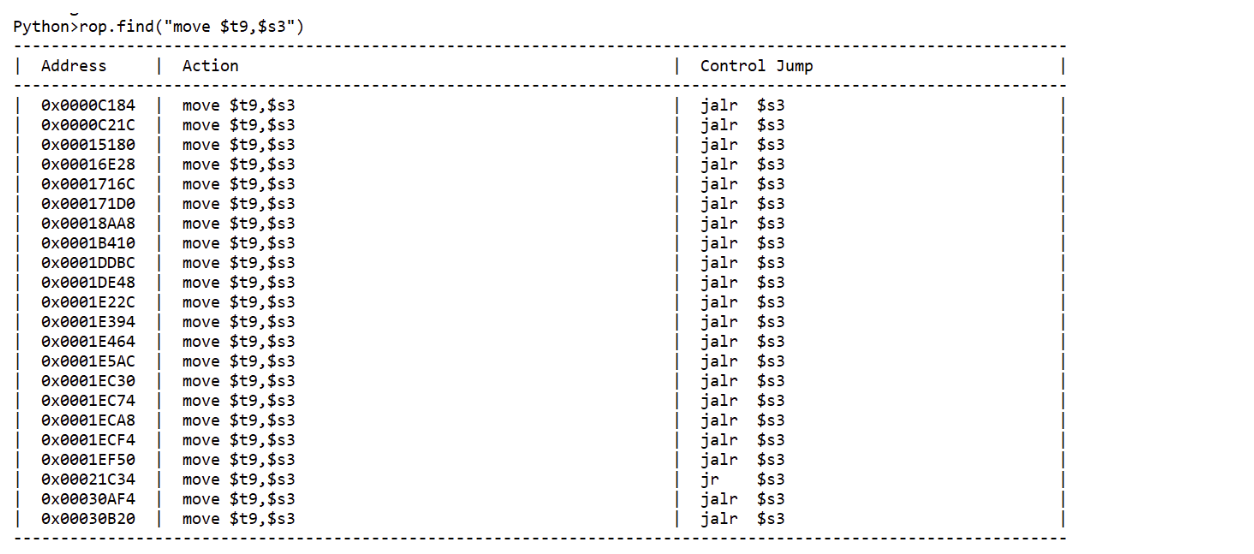 Python>rop.find("move $t9,$s3")
--------------------------------------------------------------------------------------------------------------
| Address | Action | Control Jump |
--------------------------------------------------------------------------------------------------------------
| 0x0000C184 | move $t9,$s3 | jalr $s3 |
| 0x0000C21C | move $t9,$s3 | jalr $s3 |
| 0x00015180 | move $t9,$s3 | jalr $s3 |
| 0x00016E28 | move $t9,$s3 | jalr $s3 |
| 0x0001716C | move $t9,$s3 | jalr $s3 |
| 0x000171D0 | move $t9,$s3 | jalr $s3 |
| 0x00018AA8 | move $t9,$s3 | jalr $s3 |
| 0x0001B410 | move $t9,$s3 | jalr $s3 |
| 0x0001DDBC | move $t9,$s3 | jalr $s3 |
| 0x0001DE48 | move $t9,$s3 | jalr $s3 |
| 0x0001E22C | move $t9,$s3 | jalr $s3 |
| 0x0001E394 | move $t9,$s3 | jalr $s3 |
| 0x0001E464 | move $t9,$s3 | jalr $s3 |
| 0x0001E5AC | move $t9,$s3 | jalr $s3 |
| 0x0001EC30 | move $t9,$s3 | jalr $s3 |
| 0x0001EC74 | move $t9,$s3 | jalr $s3 |
| 0x0001ECA8 | move $t9,$s3 | jalr $s3 |
| 0x0001ECF4 | move $t9,$s3 | jalr $s3 |
| 0x0001EF50 | move $t9,$s3 | jalr $s3 |
| 0x00021C34 | move $t9,$s3 | jr $s3 |
| 0x00030AF4 | move $t9,$s3 | jalr $s3 |
| 0x00030B20 | move $t9,$s3 | jalr $s3 |
--------------------------------------------------------------------------------------------------------------